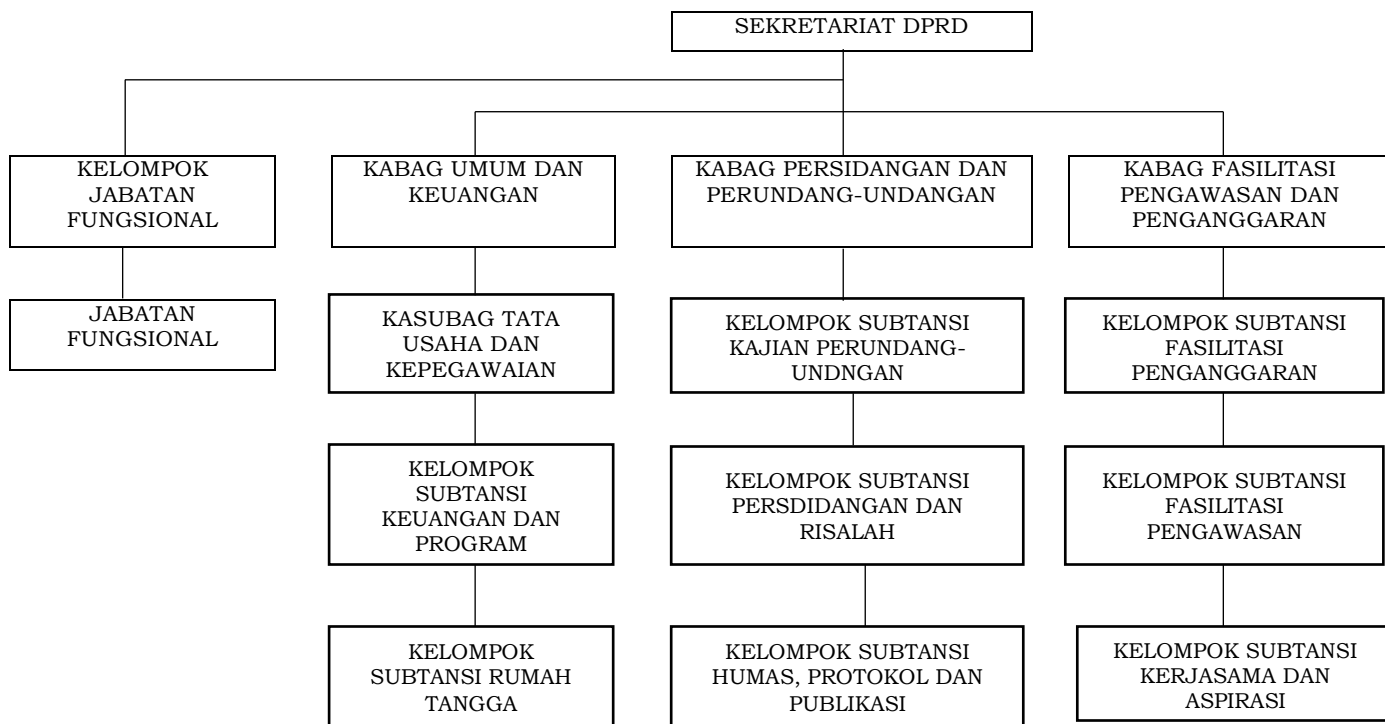 SEKRETARIAT DPRD
KELOMPOK
JABATAN
FUNGSIONAL
KABAG UMUM DAN
KEUANGAN
KABAG PERSIDANGAN DAN
PERUNDANG-UNDANGAN
KABAG FASILITASI
PENGAWASAN DAN
PENGANGGARAN
JABATAN
FUNGSIONAL
KASUBAG TATA
USAHA DAN
KEPEGAWAIAN
KELOMPOK SUBTANSI
KAJIAN PERUNDANG-
UNDNGAN
KELOMPOK SUBTANSI
FASILITASI
PENGANGGARAN
KELOMPOK
SUBTANSI
KEUANGAN DAN
PROGRAM
KELOMPOK SUBTANSI
PERSDIDANGAN DAN
RISALAH
KELOMPOK SUBTANSI
FASILITASI
PENGAWASAN
KELOMPOK
SUBTANSI RUMAH
TANGGA
KELOMPOK SUBTANSI
HUMAS, PROTOKOL DAN
PUBLIKASI
KELOMPOK SUBTANSI
KERJASAMA DAN
ASPIRASI